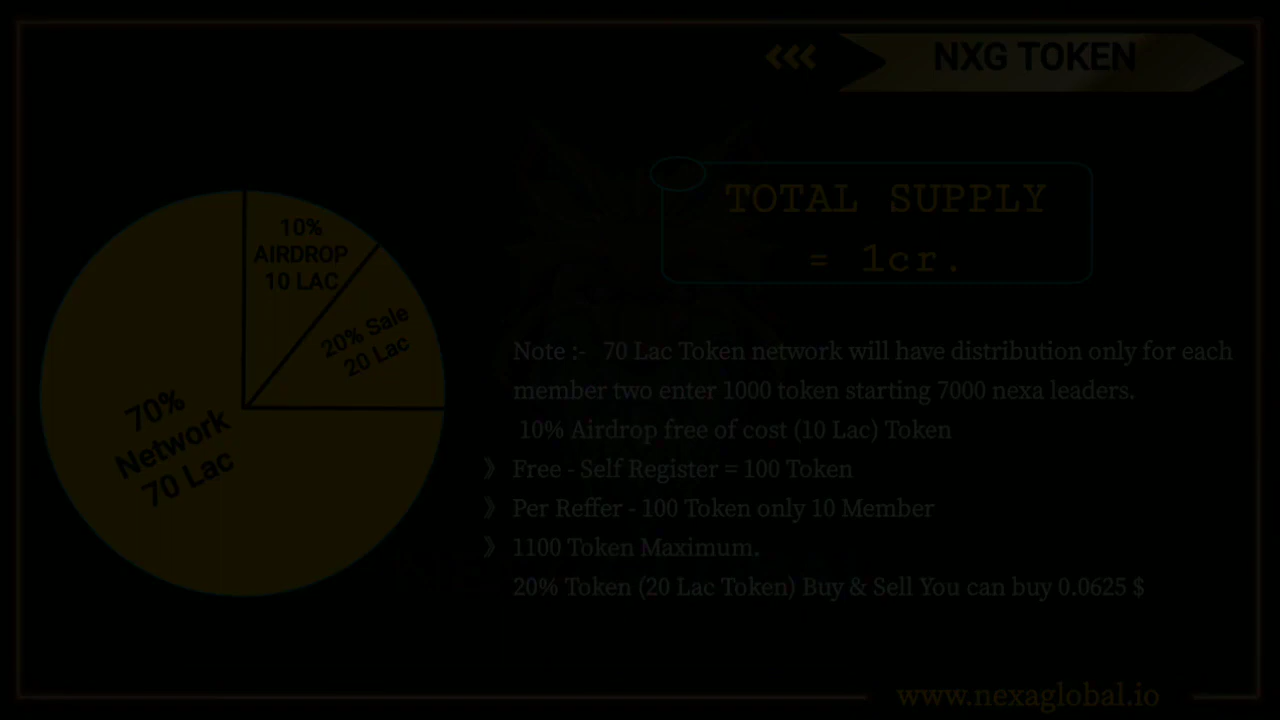 NXG TOKEN
TOTAL SUPPLY
= 1cr.
10%
AIRDROP
10 LAC
20% Sale
20 Lac
70%
Network
70 Lac
Note :- 70 Lac Token network will have distribution only for each
member two enter 1000 token starting 7000 nexa leaders.
10% Airdrop free of cost (10 Lac) Token
》 Free - Self Register = 100 Token
》 Per Reffer - 100 Token only 10 Member
》 1100 Token Maximum.
20% Token (20 Lac Token) Buy & Sell You can buy 0.0625 $
www.nexaglobal.io